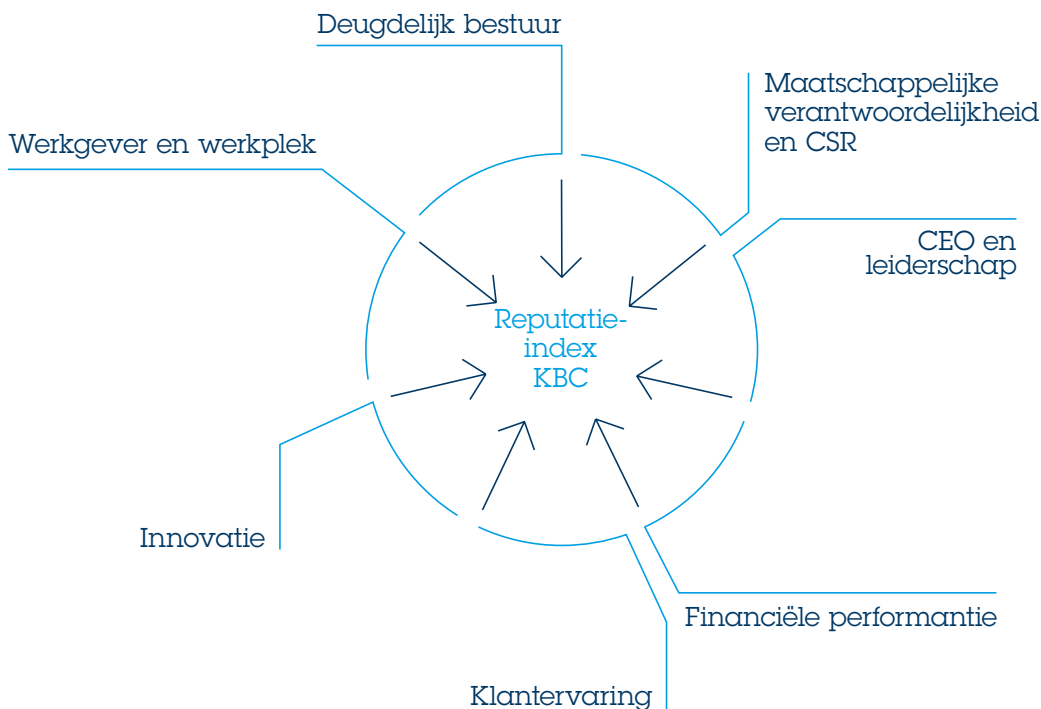 Deugdelijk bestuur
Maatschappelijke
verantwoordelijkheid
en CSR
Werkgever en werkplek
CEO en
leiderschap
Reputatie-
index
KBC
Innovatie
Financiële performantie
Klantervaring